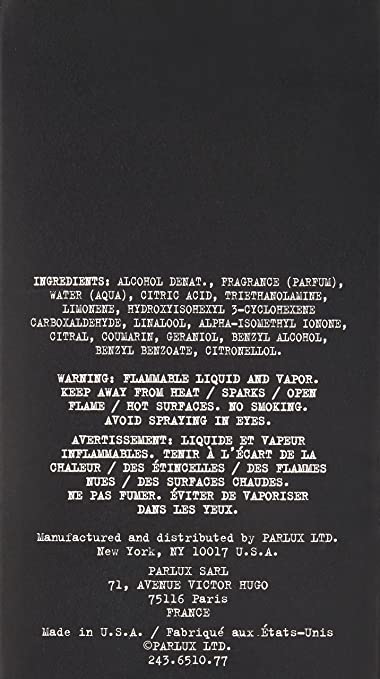 INGREDIENTS: ALCOHOL DENAT., FRAGRANCE (PARFUM),
WATER (AQUA), CITRIC ACID, TRIETHANOLAMINE,
LIMONENE, HYDROXYISOHEXYL 3-CYCLOHEXENE
CARBOXALDEHYDE, LINALOOL, ALPHA-ISOMETHYL IONONE,
CITRAL, COUMARIN, GERANIOL, BENZYL ALCOHOL,
BENZYL BENZOATE, CITRONELLOL.
WARNING: FLAMMABLE LIQUID AND VAPOR.
KEEP AWAY FROM HEAT / SPARKS / OPEN
FLAME / HOT SURFACES. NO SMOKING.
AVOID SPRAYING IN EYES.
AVERTISSEMENT: LIQUIDE ET VAPEUR
INFLAMMABLES. TENIR À L'ÉCART DE LA
CHALEUR / DES ÉTINCELLES / DES FLAMMES
NUES / DES SURFACES CHAUDES.
NE PAS FUMER. ÉVITER DE VAPORISER
DANS LES YEUX.
Manufactured and distributed by PARLUX LTD.
New York, NY 10017 U.S.A.
PARLUX SARL
71, AVENUE VICTOR HUGO
75116 Paris
FRANCE
Made in U.S.A. / Fabriqué aux États-Unis
©PARLUX LTD.
243.6510.77